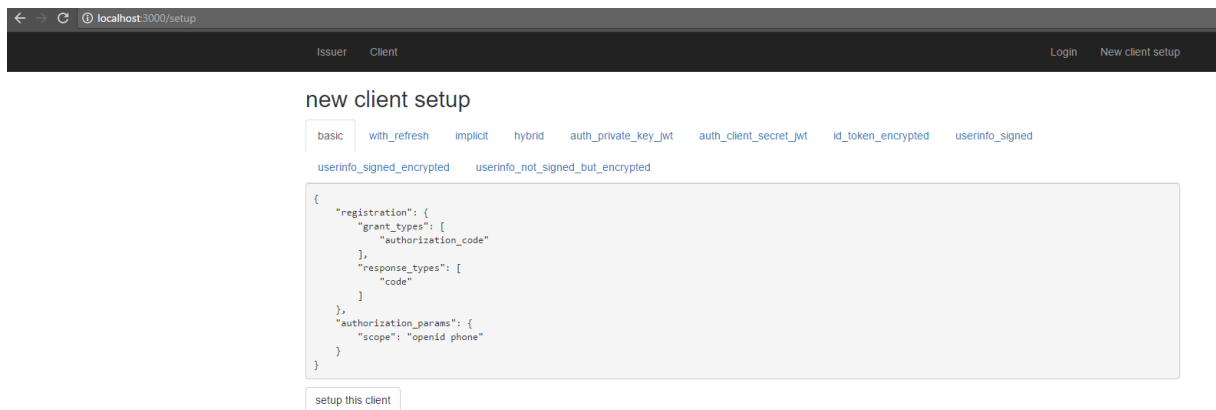 localhost:3000/setup
Issuer Client Login New client setup
new client setup
basic with_refresh implicit hybrid auth_private_key_jwt auth_client_secret_jwt id_token_encrypted userinfo_signed
userinfo_signed_encrypted userinfo_not_signed_but_encrypted
{
    "registration": {
        "grant_types": [
            "authorization_code"
        ],
        "response_types": [
            "code"
        ]
    },
    "authorization_params": {
        "scope": "openid phone"
    }
}
setup this client